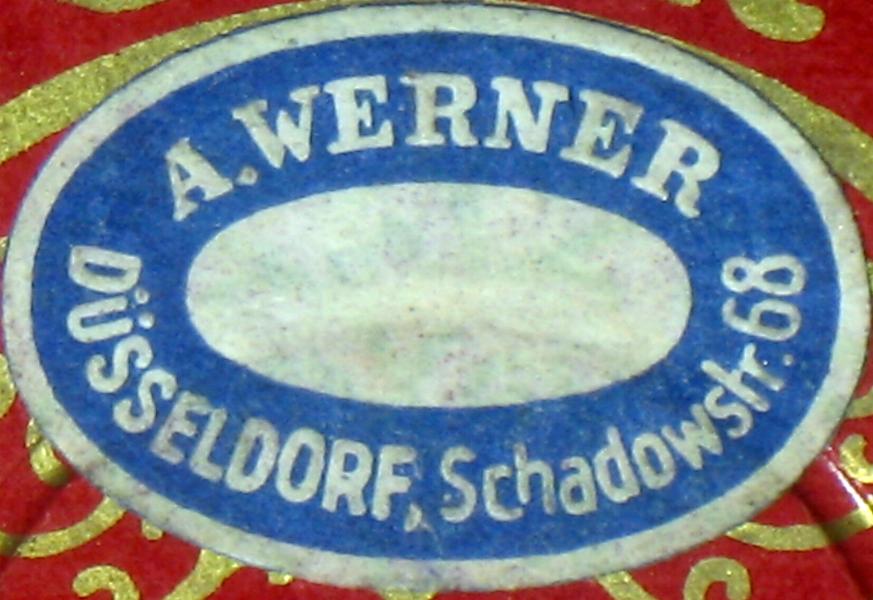 A.WERNER
DÜSSELDORF, Schadowstr.68